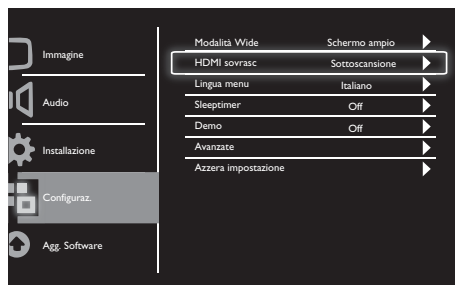 Immagine
Audio
Installazione
Configuraz.
Agg. Software
Modalità Wide Schermo ampio
HDMI sovrasc Sottoscansione
Lingua menu Italiano
Sleeptimer Off
Demo Off
Avanzate
Azzera impostazione